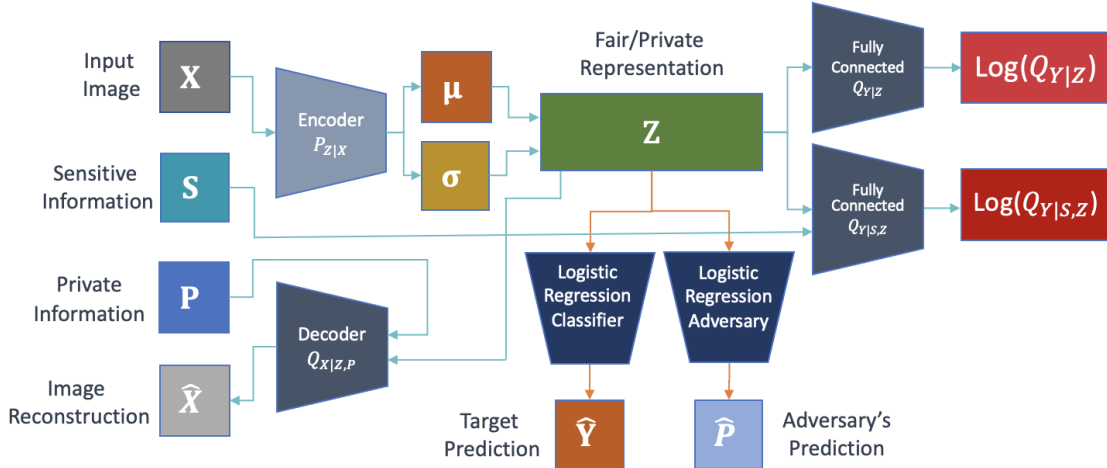 Input
Image
X
Encoder
P_{Z|X}
μ
σ
Fair/Private
Representation
Z
Fully
Connected
Q_{Y|Z}
Log(Q_{Y|Z})
Sensitive
Information
S
Fully
Connected
Q_{Y|S,Z}
Log(Q_{Y|S,Z})
Private
Information
P
Decoder
Q_{X|Z,P}
Logistic
Regression
Classifier
Logistic
Regression
Adversary
Image
Reconstruction
X̂
Target
Prediction
Ŷ
P̂
Adversary's
Prediction